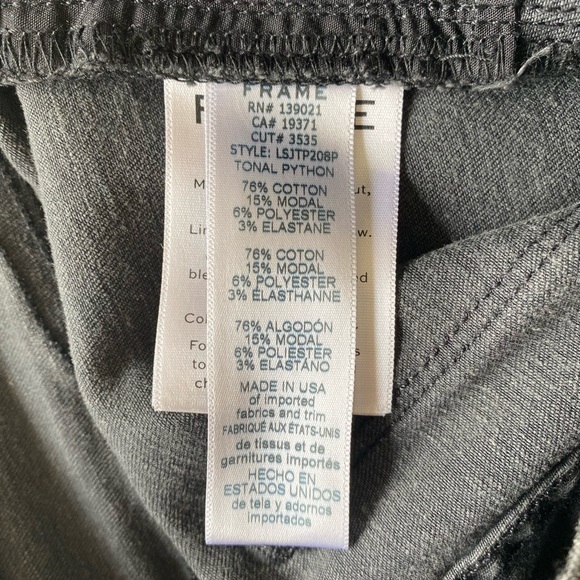 FRAME
RN# 139021
CA# 19371
CUT# 3535
STYLE: LSJTP208P
TONAL PYTHON
76% COTTON
15% MODAL
6% POLYESTER
3% ELASTANE
76% COTON
15% MODAL
6% POLYESTER
3% ÉLASTHANNE
76% ALGODÓN
15% MODAL
6% POLIÉSTER
3% ELASTANO
MADE IN USA
of imported
fabrics and trim
FABRIQUÉ AUX ÉTATS-UNIS
de tissus et de
garnitures importés
HECHO EN
ESTADOS UNIDOS
de tela y adornos
importados